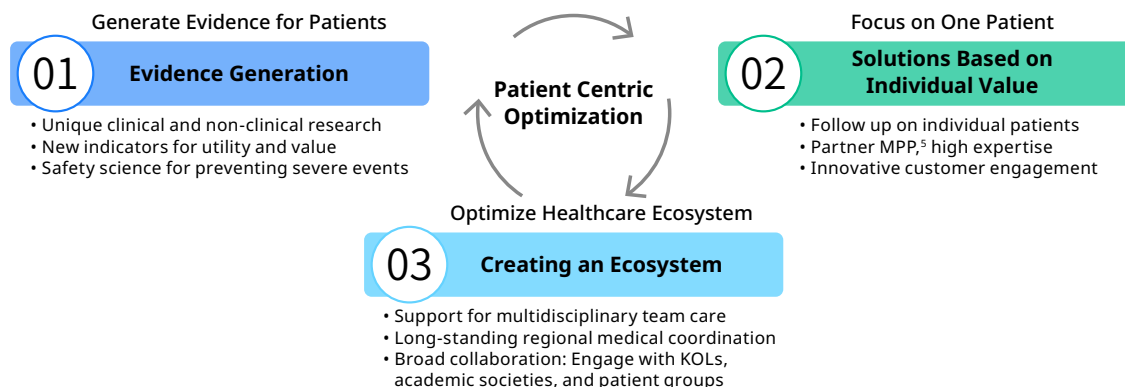 Generate Evidence for Patients
01
Evidence Generation
• Unique clinical and non-clinical research
• New indicators for utility and value
• Safety science for preventing severe events
Patient Centric
Optimization
Focus on One Patient
02
Solutions Based on
Individual Value
• Follow up on individual patients
• Partner MPP,⁵ high expertise
• Innovative customer engagement
Optimize Healthcare Ecosystem
03
Creating an Ecosystem
• Support for multidisciplinary team care
• Long-standing regional medical coordination
• Broad collaboration: Engage with KOLs,
academic societies, and patient groups